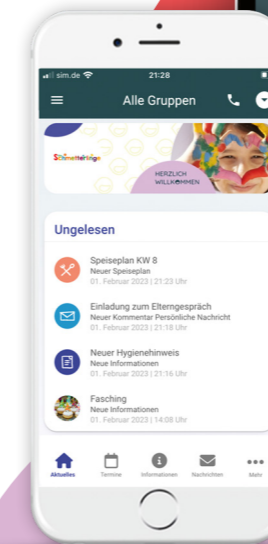 sim.de
21:28
Alle Gruppen
Schmetterlinge
HERZLICH
WILLKOMMEN
Ungelesen
Speiseplan KW 8
Neuer Speiseplan
01. Februar 2023 | 21:23 Uhr
Einladung zum Elterngespräch
Neuer Kommentar Persönliche Nachricht
01. Februar 2023 | 21:18 Uhr
Neuer Hygienehinweis
Neue Informationen
01. Februar 2023 | 21:16 Uhr
Fasching
Neue Informationen
01. Februar 2023 | 14:08 Uhr
Aktuelles Termine Informationen Nachrichten Mehr